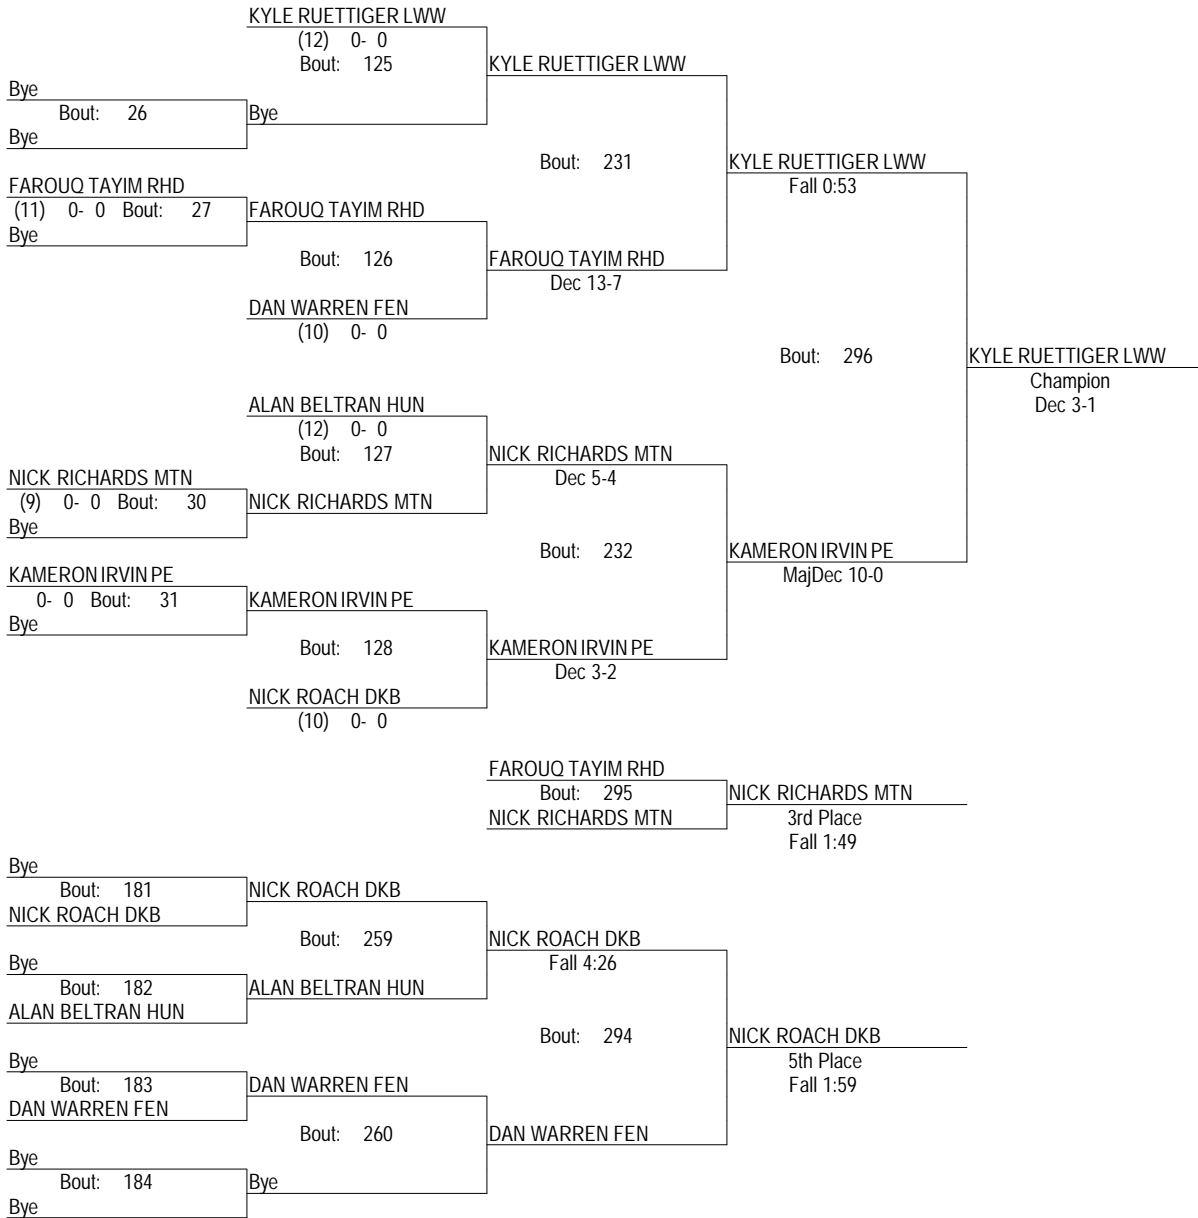 KYLE RUETTIGER LWW
(12) 0- 0
Bout: 125
KYLE RUETTIGER LWW
Bye
Bout: 26
Bye
Bye
Bout: 231
KYLE RUETTIGER LWW
Fall 0:53
FAROUQ TAYIM RHD
(11) 0- 0 Bout: 27
FAROUQ TAYIM RHD
Bye
Bout: 126
FAROUQ TAYIM RHD
Dec 13-7
DAN WARREN FEN
(10) 0- 0
Bout: 296
KYLE RUETTIGER LWW
Champion
Dec 3-1
ALAN BELTRAN HUN
(12) 0- 0
Bout: 127
NICK RICHARDS MTN
Dec 5-4
NICK RICHARDS MTN
(9) 0- 0 Bout: 30
NICK RICHARDS MTN
Bye
Bout: 232
KAMERON IRVIN PE
MajDec 10-0
KAMERON IRVIN PE
0- 0 Bout: 31
KAMERON IRVIN PE
Bye
Bout: 128
KAMERON IRVIN PE
Dec 3-2
NICK ROACH DKB
(10) 0- 0
FAROUQ TAYIM RHD
Bout: 295
NICK RICHARDS MTN
NICK RICHARDS MTN
3rd Place
Fall 1:49
Bye
Bout: 181
NICK ROACH DKB
NICK ROACH DKB
Bout: 259
NICK ROACH DKB
Fall 4:26
Bye
Bout: 182
ALAN BELTRAN HUN
ALAN BELTRAN HUN
Bout: 294
NICK ROACH DKB
5th Place
Fall 1:59
Bye
Bout: 183
DAN WARREN FEN
DAN WARREN FEN
Bout: 260
DAN WARREN FEN
Bye
Bout: 184
Bye
Bye